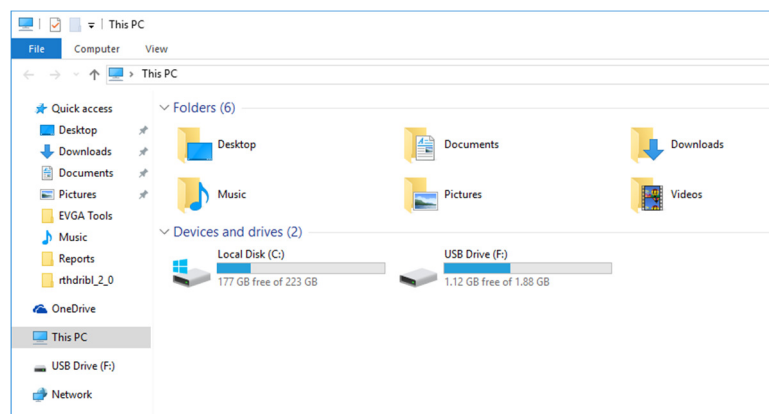 This PC
File Computer View
This PC
Quick access
Desktop
Downloads
Documents
Pictures
EVGA Tools
Music
Reports
rthdribl_2_0
OneDrive
This PC
USB Drive (F:)
Network
Folders (6)
Desktop Documents Downloads
Music Pictures Videos
Devices and drives (2)
Local Disk (C:) USB Drive (F:)
177 GB free of 223 GB 1.12 GB free of 1.88 GB